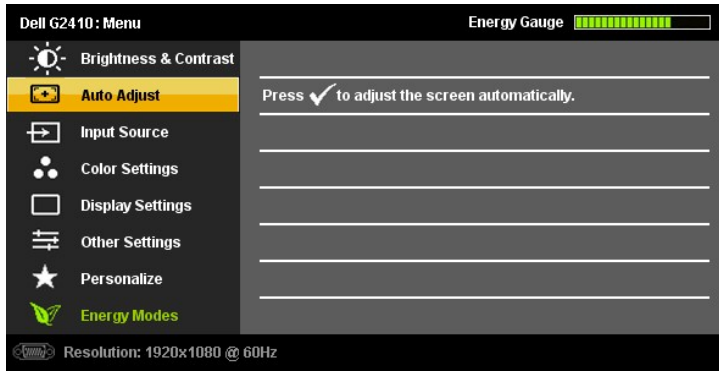 Dell G2410: Menu
Energy Gauge
Brightness & Contrast
Auto Adjust
Press ✓ to adjust the screen automatically.
Input Source
Color Settings
Display Settings
Other Settings
Personalize
Energy Modes
Resolution: 1920x1080 @ 60Hz